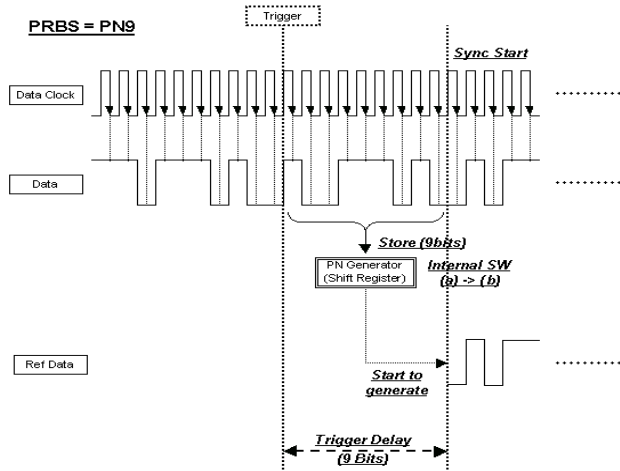 Trigger
PRBS = PN9
Sync Start
Data Clock
Data
Store (9bits)
PN Generator
(Shift Register)
Internal SW
(a) -> (b)
Ref Data
Start to
generate
Trigger Delay
(9 Bits)